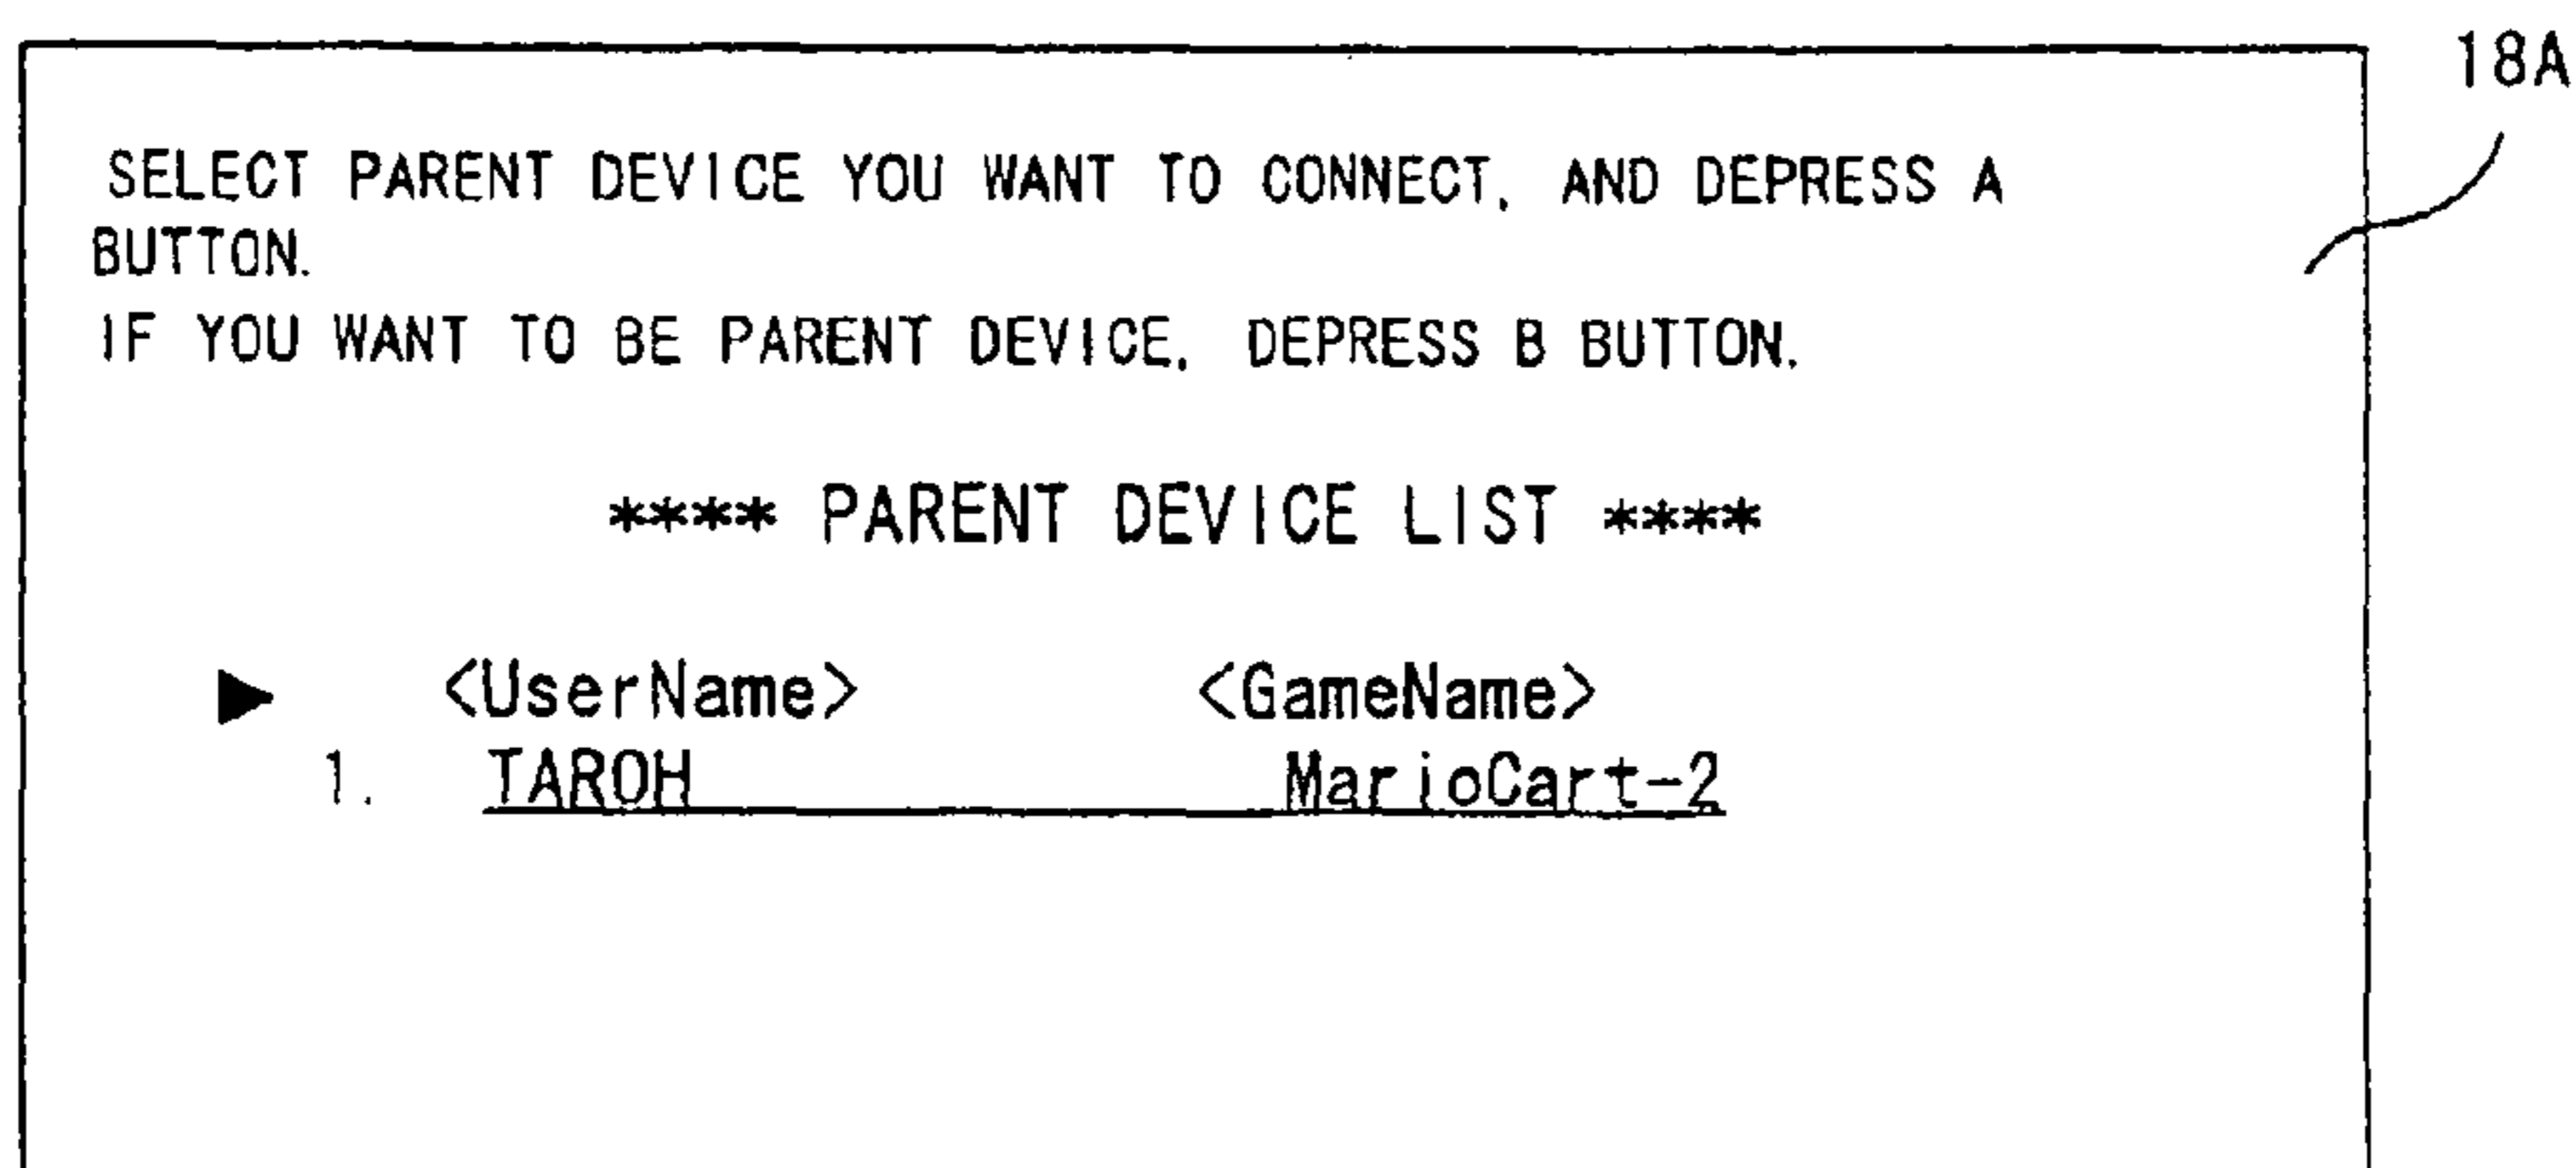 18A
SELECT PARENT DEVICE YOU WANT TO CONNECT, AND DEPRESS A
BUTTON.
IF YOU WANT TO BE PARENT DEVICE, DEPRESS B BUTTON.
**** PARENT DEVICE LIST ****
▶ <UserName> <GameName>
1. TAROH MarioCart-2